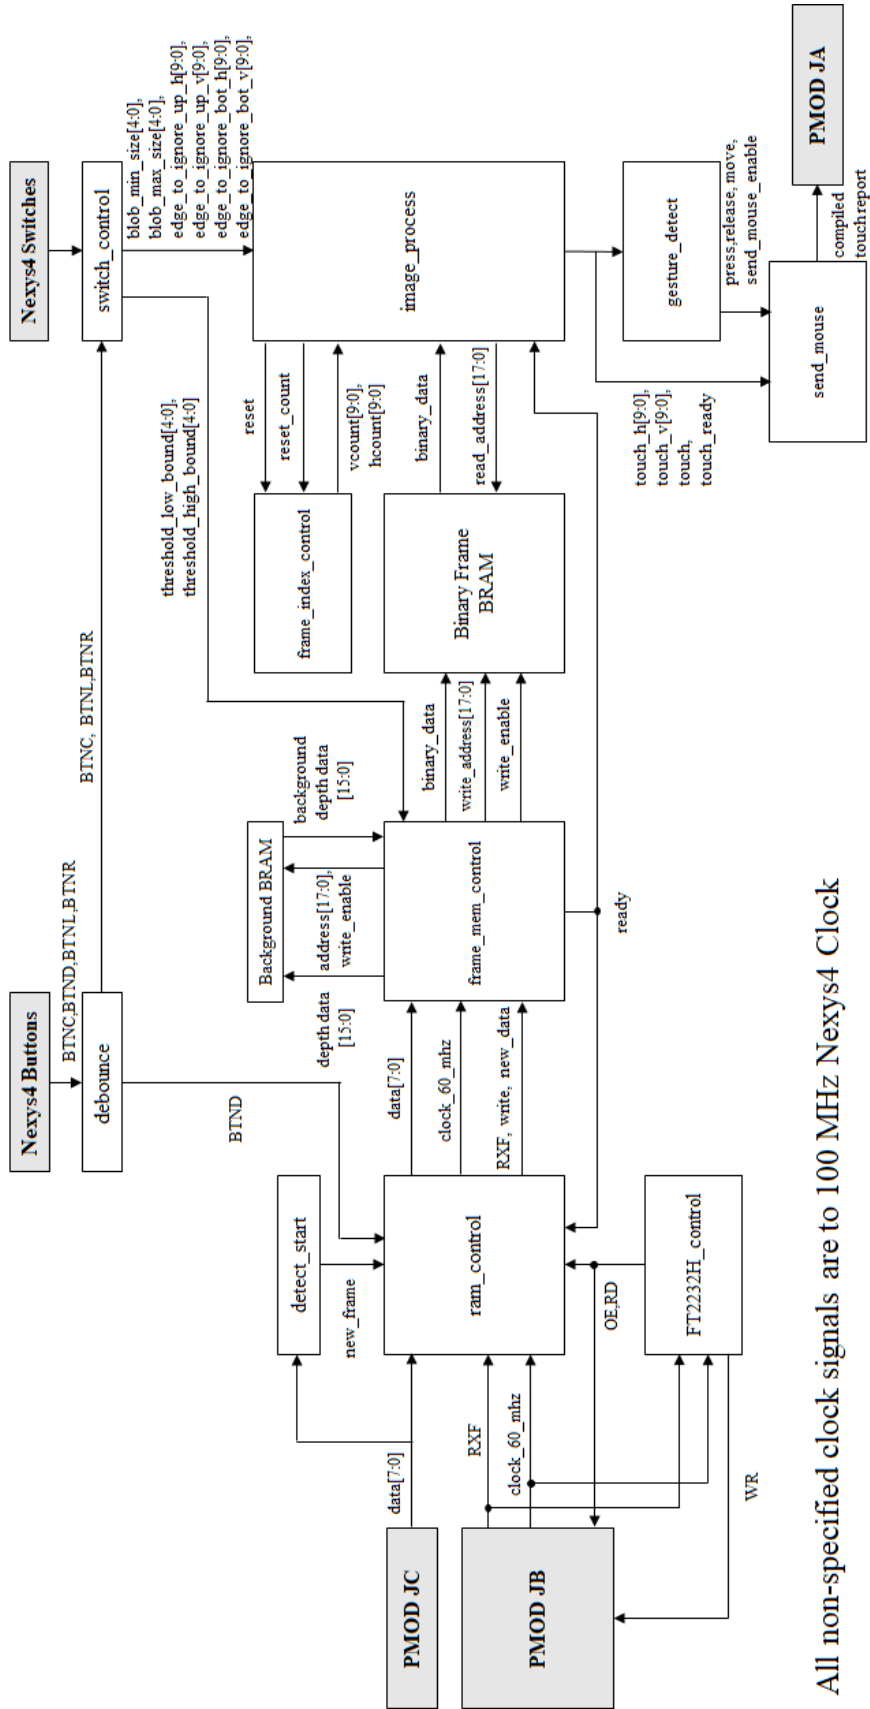 Nexys4 Buttons
Nexys4 Switches
BTNC,BTND,BTNL,BTNR
debounce
BTNC, BTNL,BTNR
switch_control
blob_min_size[4:0],
blob_max_size[4:0],
edge_to_ignore_up_h[9:0],
edge_to_ignore_up_v[9:0],
edge_to_ignore_bot_h[9:0],
edge_to_ignore_bot_v[9:0],
threshold_low_bound[4:0],
threshold_high_bound[4:0]
BTND
detect_start
new_frame
Background BRAM
depth data
[15:0]
address[17:0],
write_enable
background
depth data
[15:0]
reset
reset_count
vcount[9:0],
hcount[9:0]
frame_index_control
image_process
PMOD JC
data[7:0]
ram_control
data[7:0]
clock_60_mhz
RXF, write, new_data
frame_mem_control
binary_data
write_address[17:0]
write_enable
Binary Frame
BRAM
binary_data
read_address[17:0]
PMOD JB
RXF
clock_60_mhz
OE,RD
FT2232H_control
WR
ready
touch_h[9:0],
touch_v[9:0],
touch,
touch_ready
gesture_detect
press,release, move,
send_mouse_enable
send_mouse
compiled
touch report
PMOD JA
All non-specified clock signals are to 100 MHz Nexys4 Clock